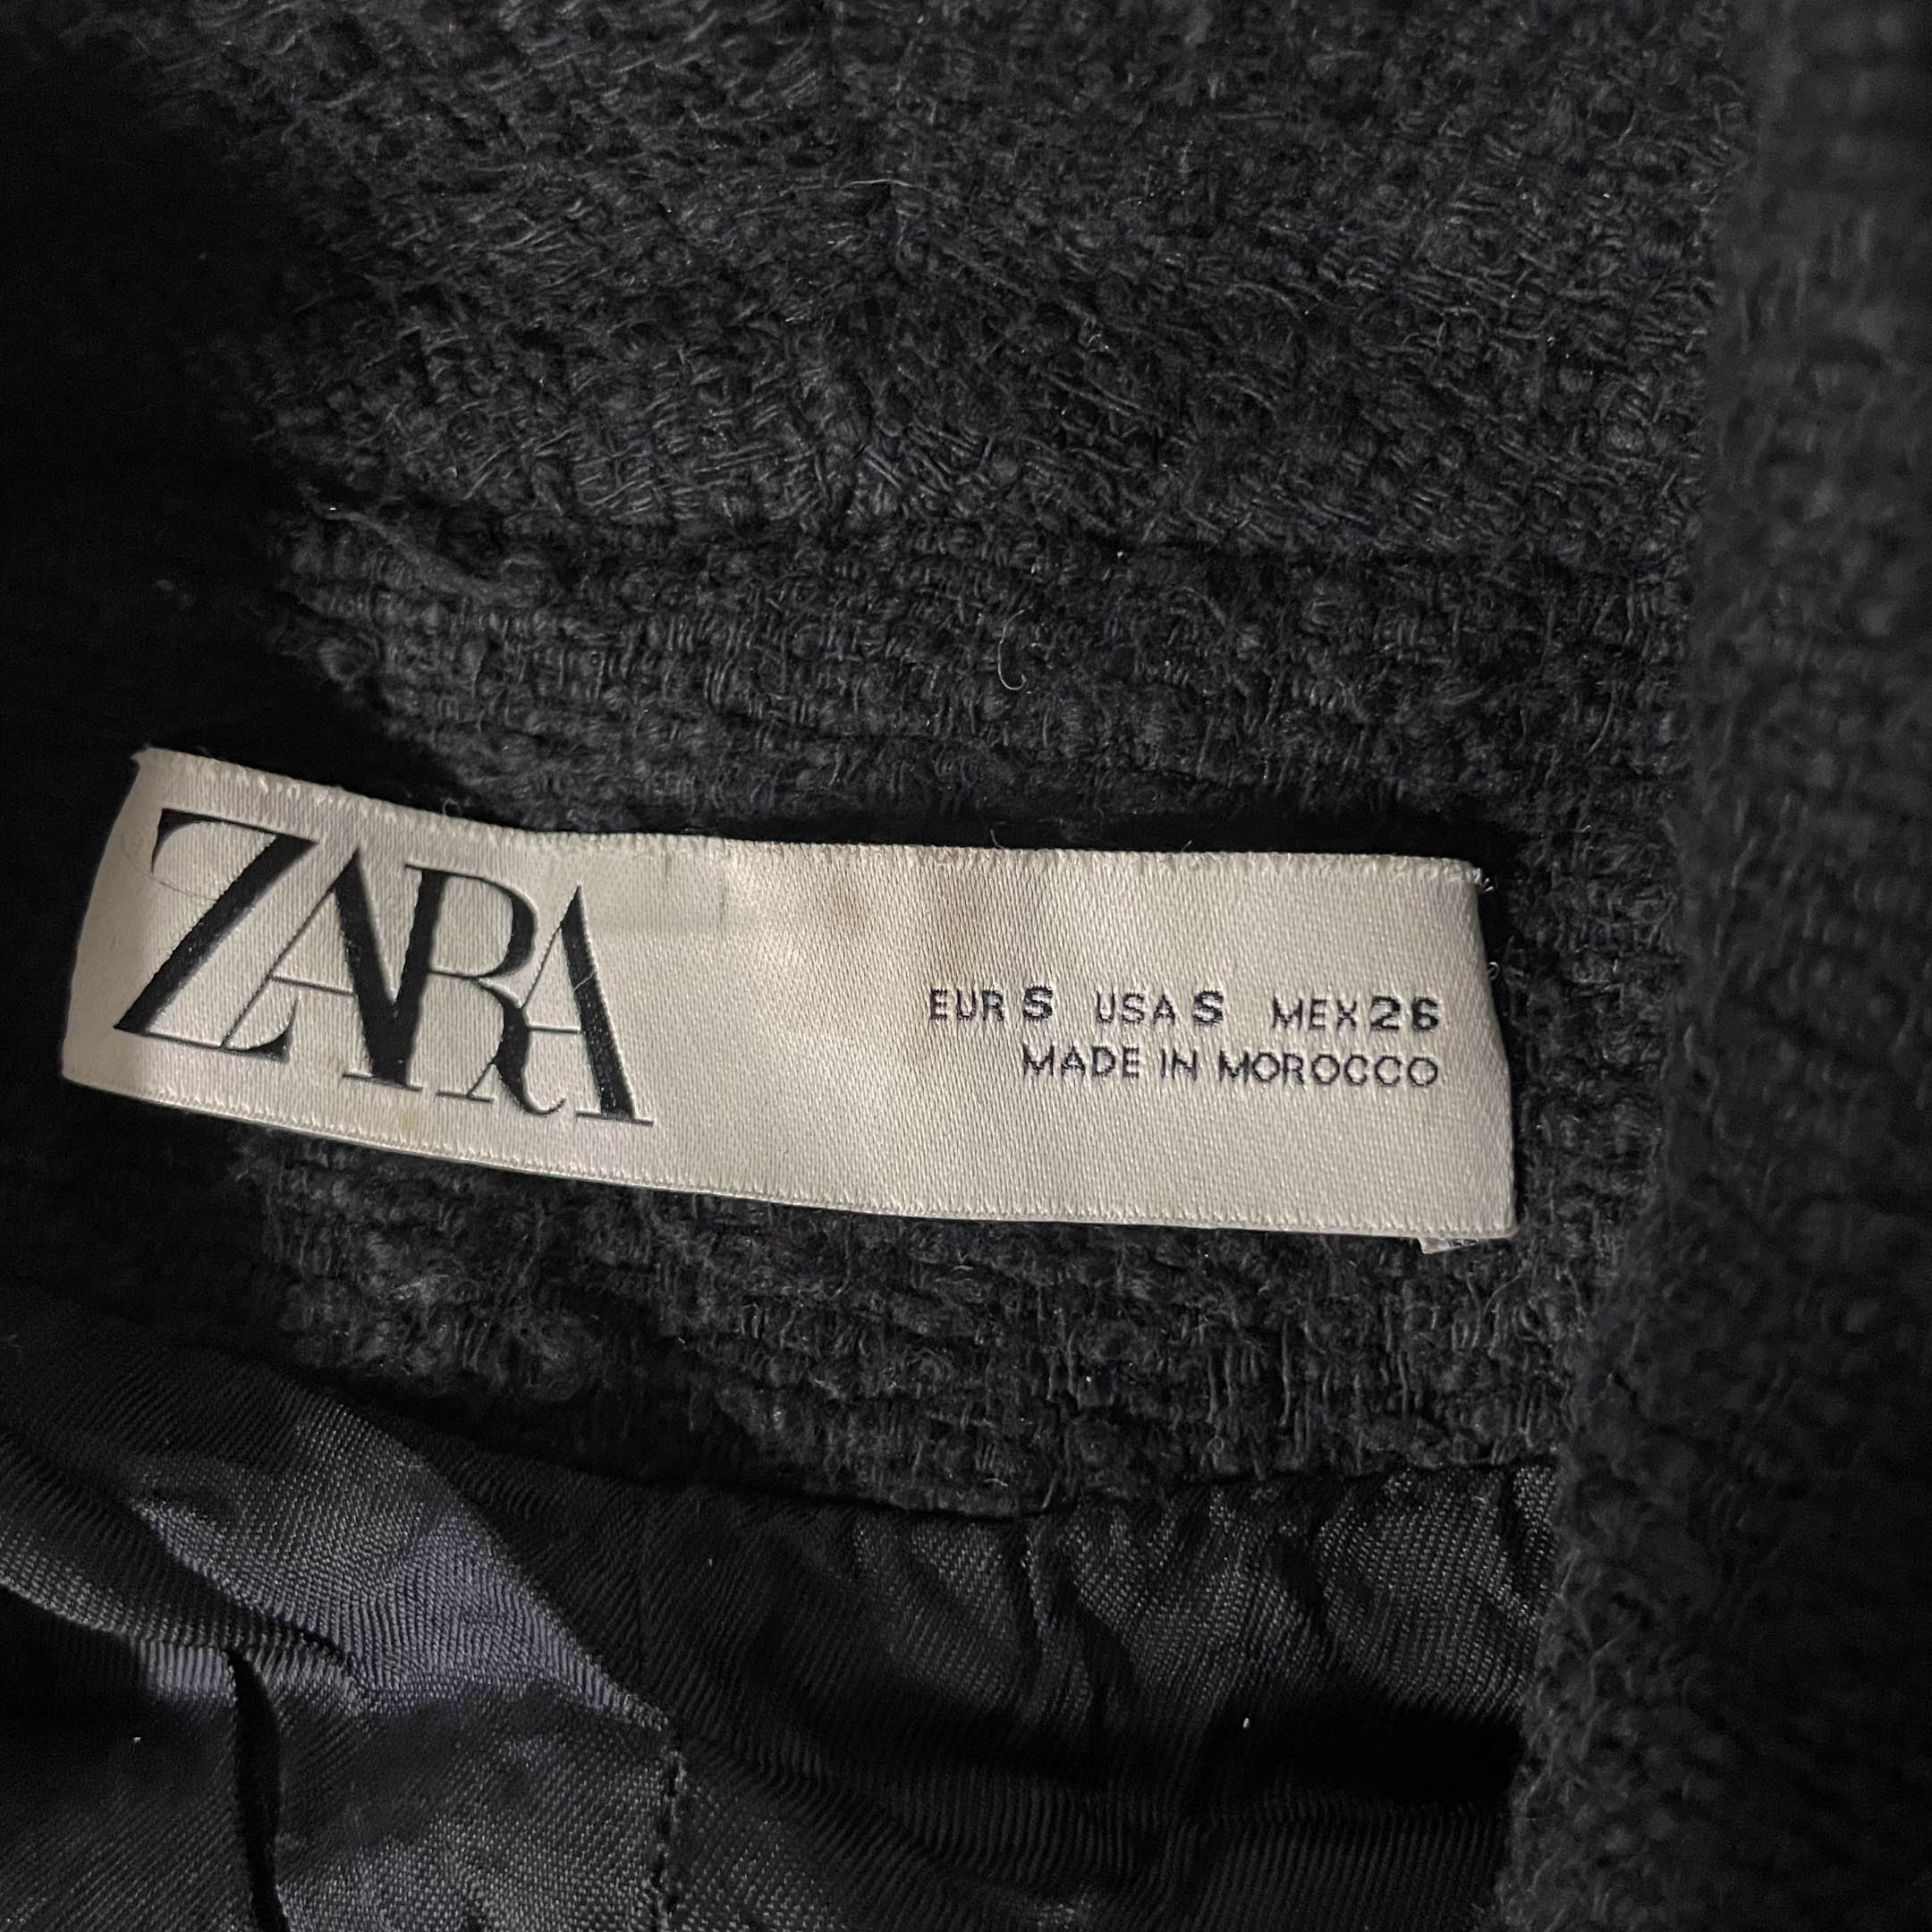 ZARA
EUR S USA S MEX 26
MADE IN MOROCCO